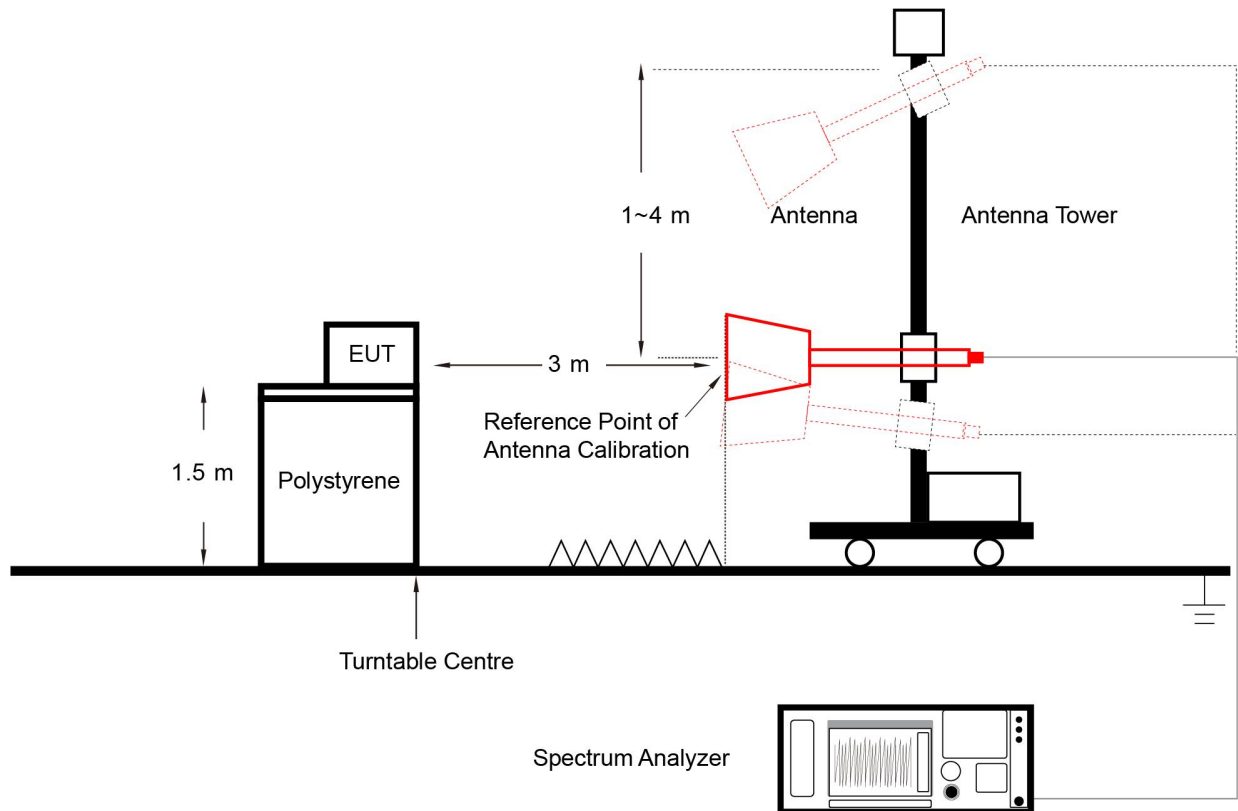 1~4 m
Antenna
Antenna Tower
EUT
3 m
Reference Point of
Antenna Calibration
1.5 m
Polystyrene
Turntable Centre
Spectrum Analyzer